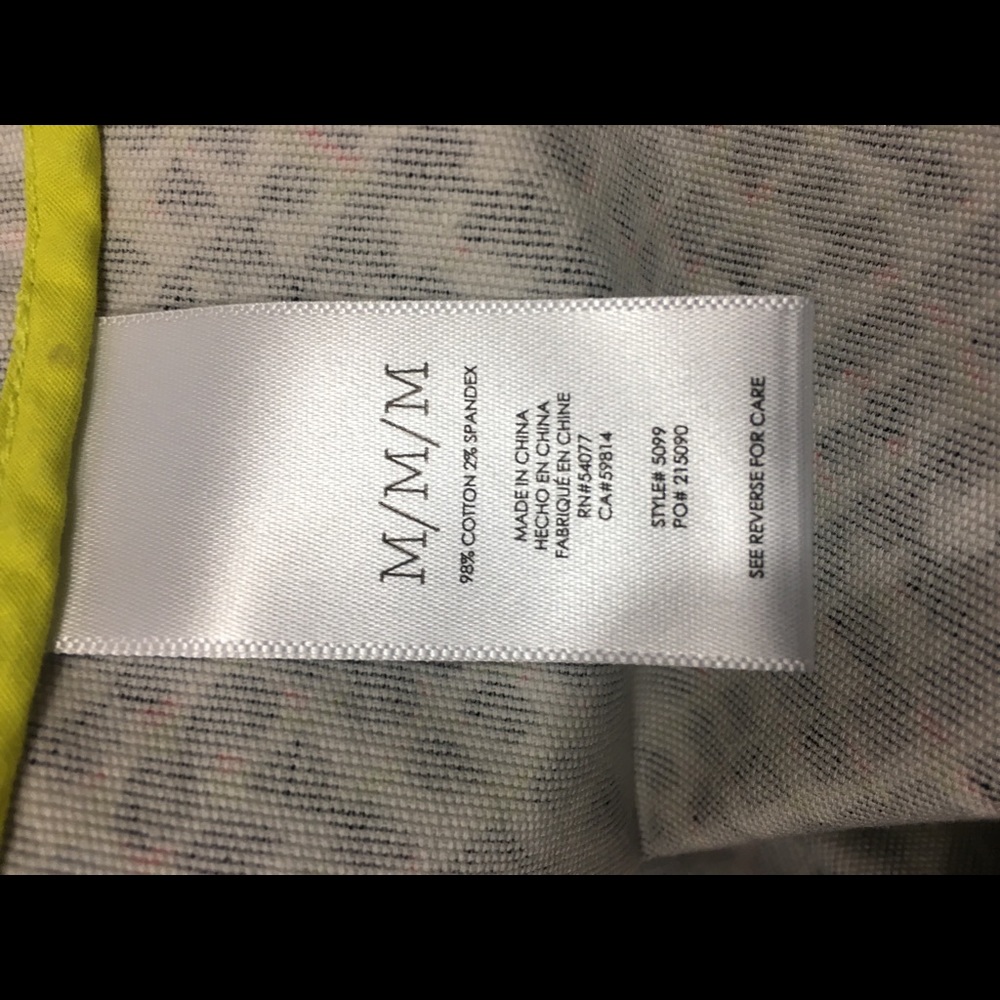 M/M/M
98% COTTON 2% SPANDEX
MADE IN CHINA
HECHO EN CHINA
FABRIQUÉ EN CHINE
RN#54077
CA#59814
STYLE# 5099
PO# 215090
SEE REVERSE FOR CARE